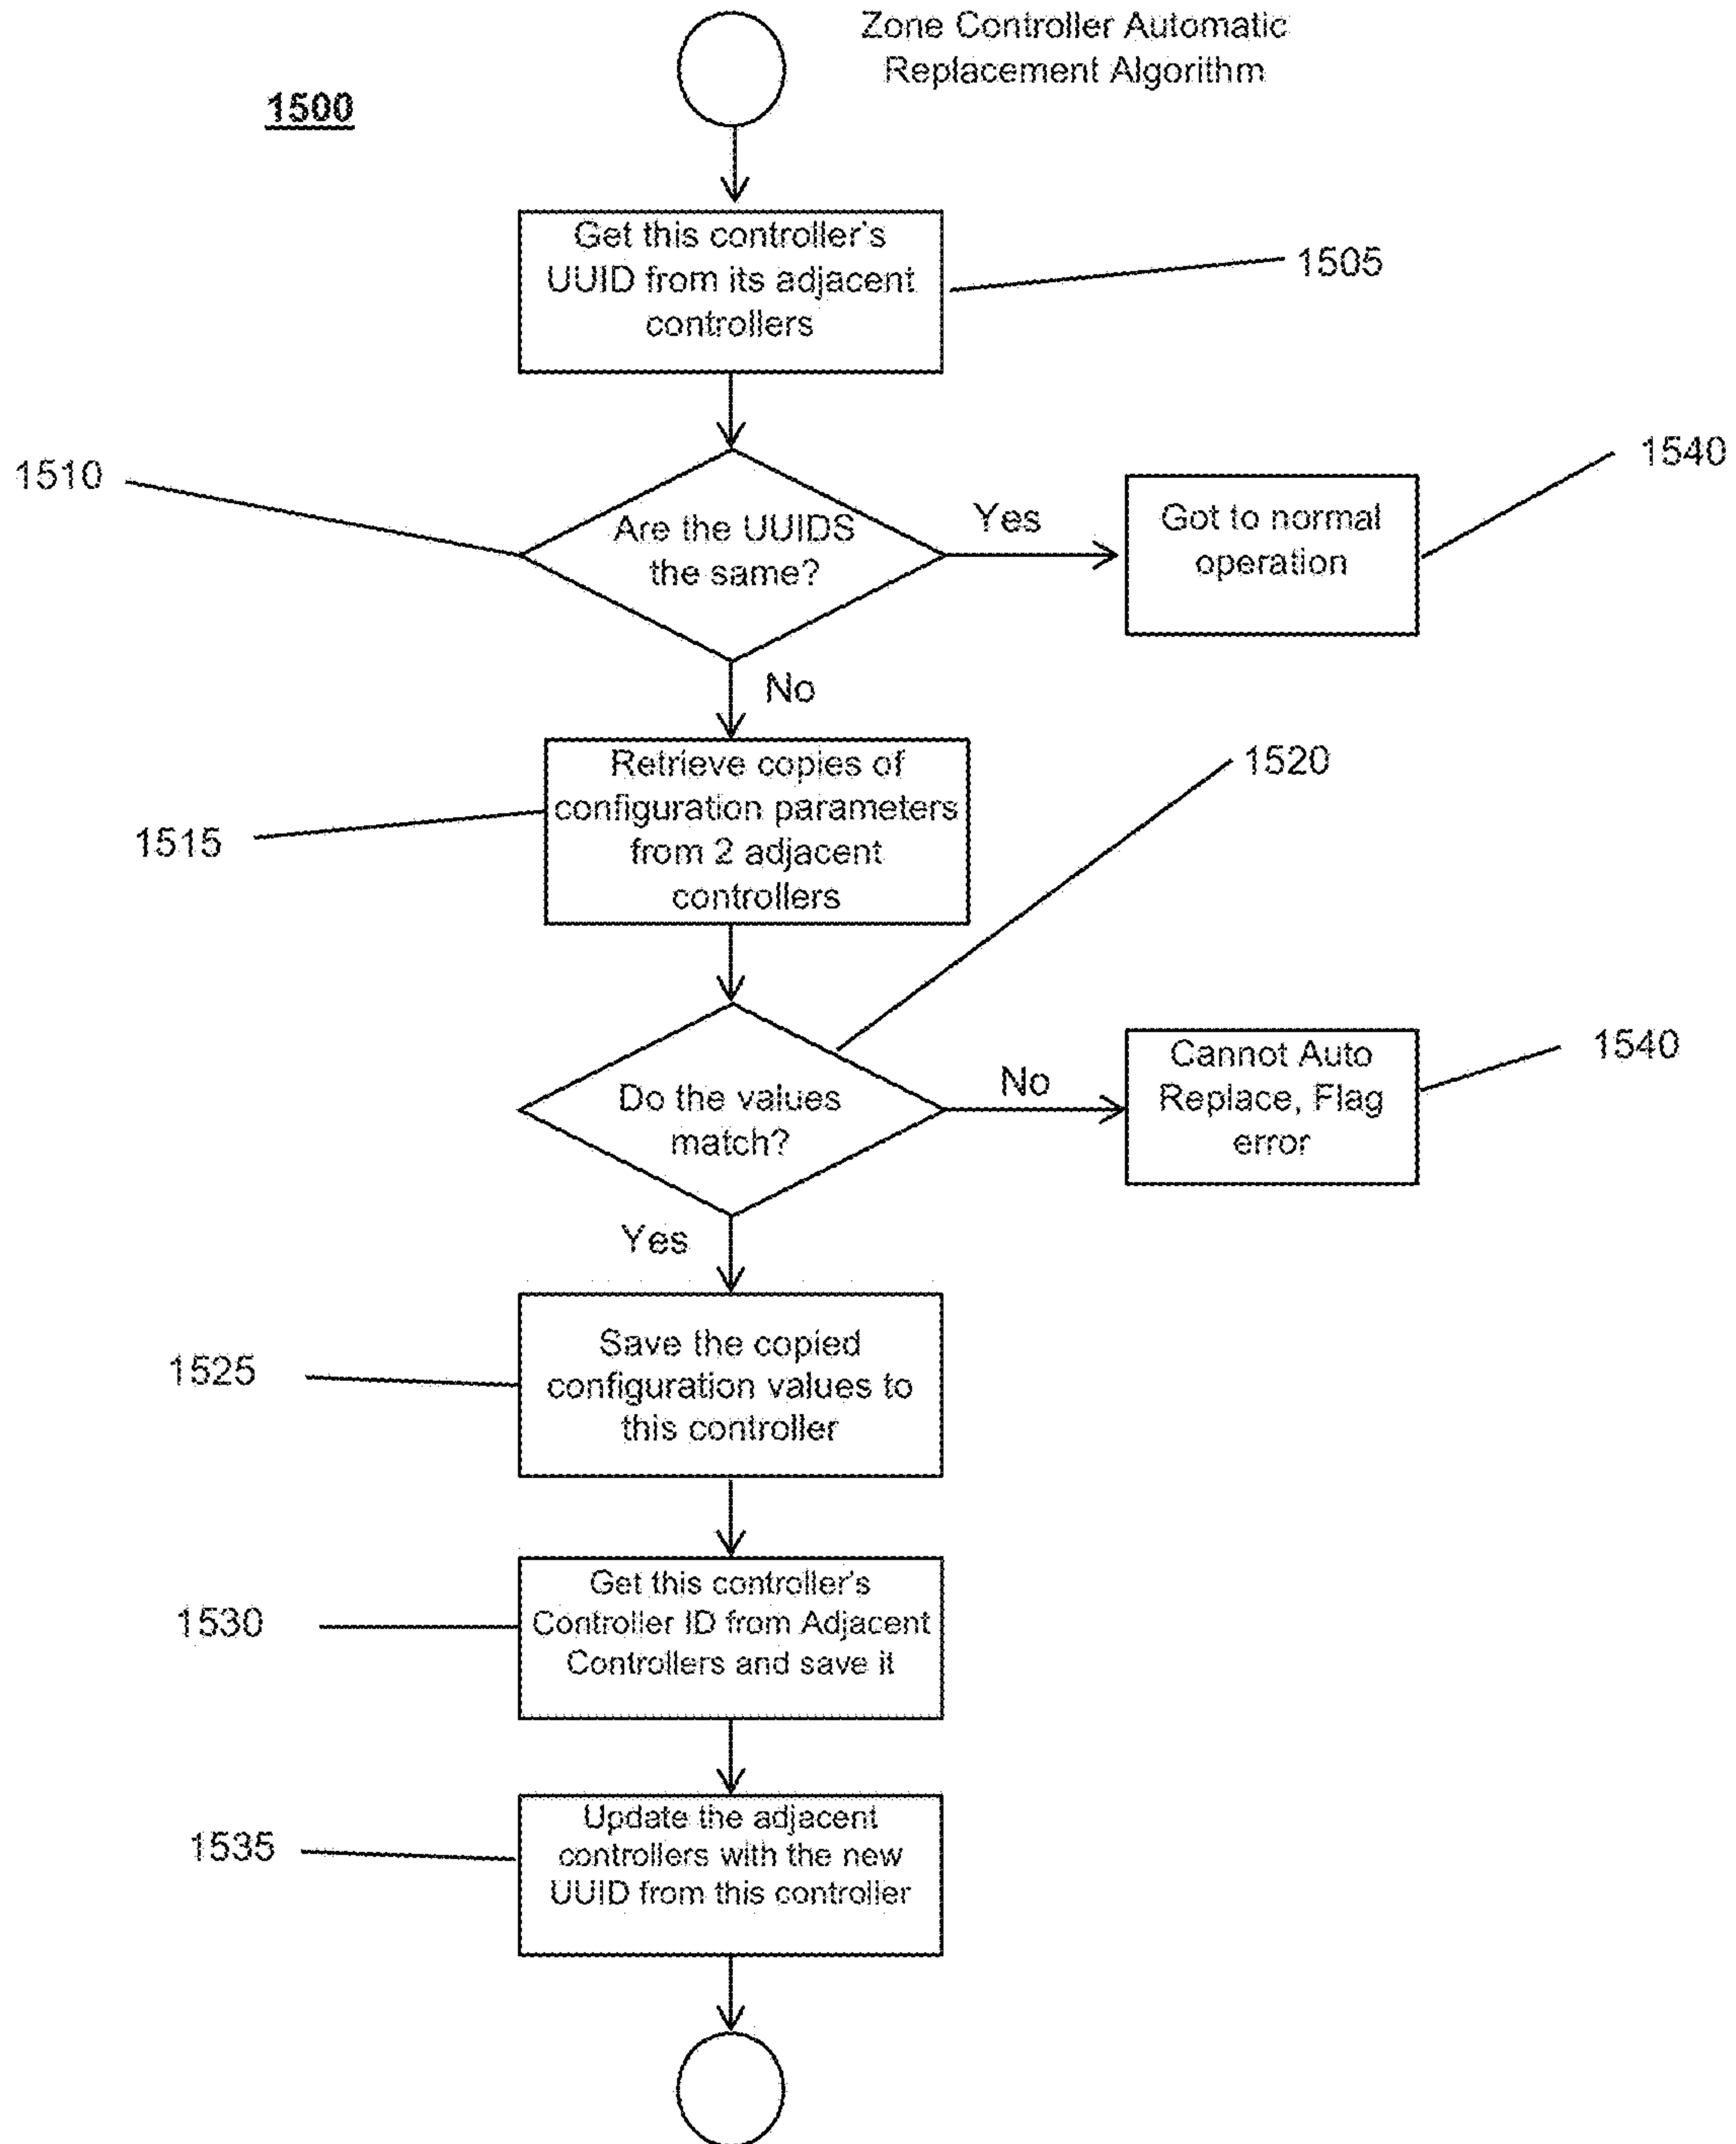 Zone Controller Automatic
Replacement Algorithm
1500
Get this controller's
UUID from its adjacent
controllers
1505
1510
Are the UUIDS
the same?
Yes
Got to normal
operation
1540
No
Retrieve copies of
configuration parameters
from 2 adjacent
controllers
1515
1520
Do the values
match?
No
Cannot Auto
Replace, Flag
error
1540
Yes
Save the copied
configuration values to
this controller
1525
Get this controller's
Controller ID from Adjacent
Controllers and save it
1530
Update the adjacent
controllers with the new
UUID from this controller
1535